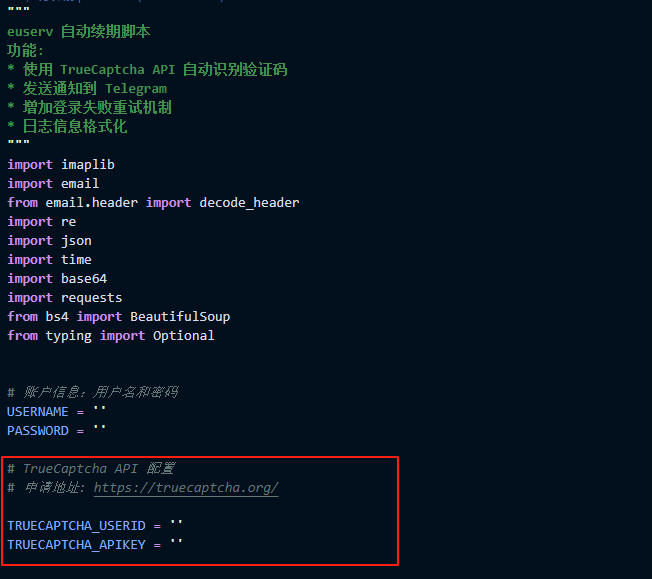 """
euserv 自动续期脚本
功能:
* 使用 TrueCaptcha API 自动识别验证码
* 发送通知到 Telegram
* 增加登录失败重试机制
* 日志信息格式化
"""
import imaplib
import email
from email.header import decode_header
import re
import json
import time
import base64
import requests
from bs4 import BeautifulSoup
from typing import Optional
# 账户信息：用户名和密码
USERNAME = ''
PASSWORD = ''
# TrueCaptcha API 配置
# 申请地址: https://truecaptcha.org/
TRUECAPTCHA_USERID = ''
TRUECAPTCHA_APIKEY = ''